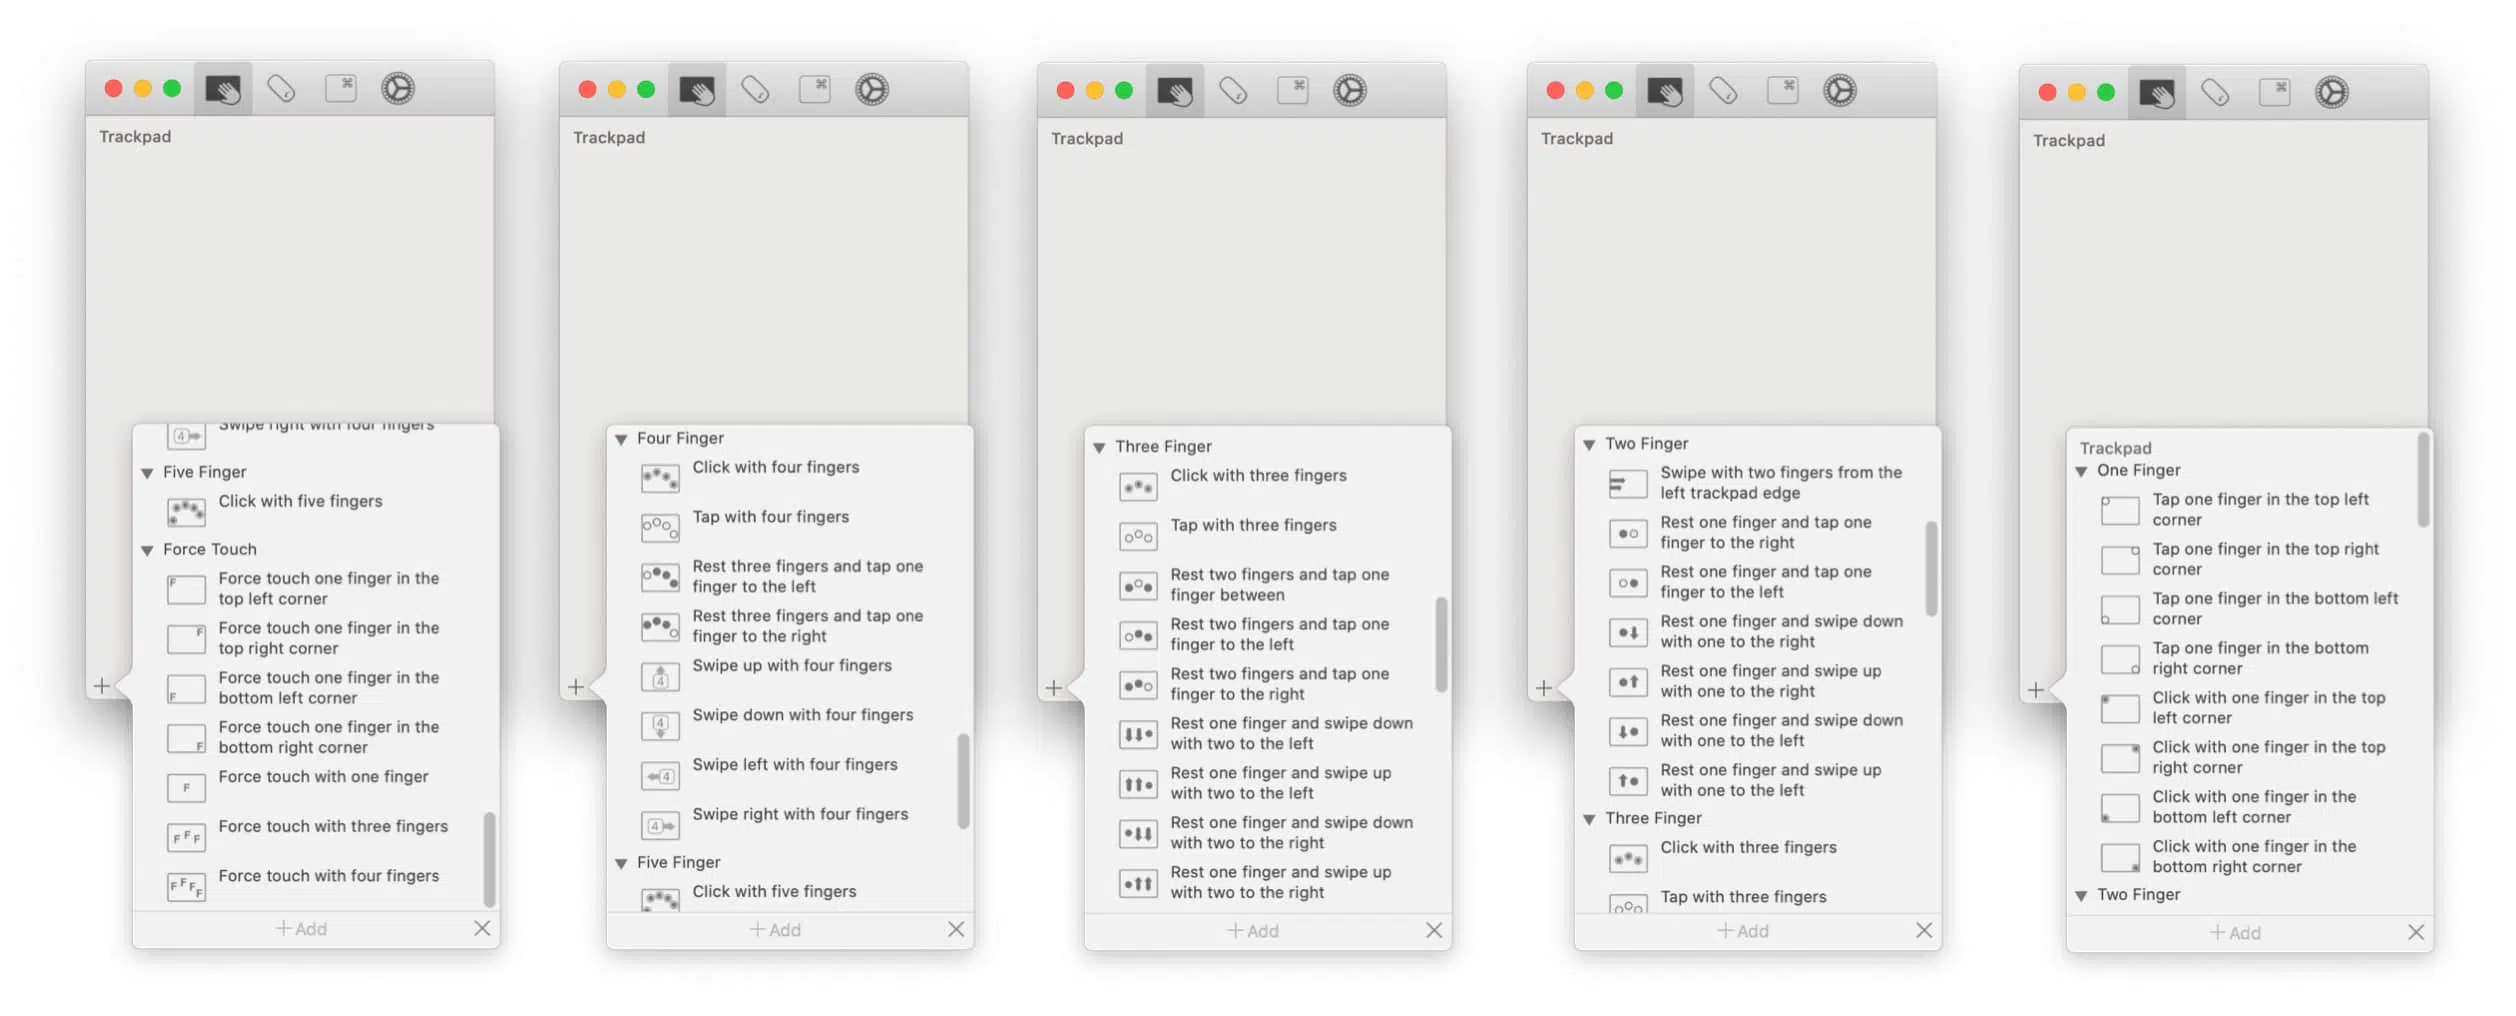 Trackpad
Swipe right with four fingers
Five Finger
Click with five fingers
Force Touch
Force touch one finger in the
top left corner
Force touch one finger in the
top right corner
Force touch one finger in the
bottom left corner
Force touch one finger in the
bottom right corner
Force touch with one finger
Force touch with three fingers
Force touch with four fingers
+ Add
Trackpad
Four Finger
Click with four fingers
Tap with four fingers
Rest three fingers and tap one
finger to the left
Rest three fingers and tap one
finger to the right
Swipe up with four fingers
Swipe down with four fingers
Swipe left with four fingers
Swipe right with four fingers
Five Finger
Click with five fingers
+ Add
Trackpad
Three Finger
Click with three fingers
Tap with three fingers
Rest two fingers and tap one
finger between
Rest two fingers and tap one
finger to the left
Rest two fingers and tap one
finger to the right
Rest one finger and swipe down
with two to the left
Rest one finger and swipe up
with two to the left
Rest one finger and swipe down
with two to the right
Rest one finger and swipe up
with two to the right
+ Add
Trackpad
Two Finger
Swipe with two fingers from the
left trackpad edge
Rest one finger and tap one
finger to the right
Rest one finger and tap one
finger to the left
Rest one finger and swipe down
with one to the right
Rest one finger and swipe up
with one to the right
Rest one finger and swipe down
with one to the left
Rest one finger and swipe up
with one to the left
Three Finger
Click with three fingers
Tap with three fingers
+ Add
Trackpad
Trackpad
One Finger
Tap one finger in the top left
corner
Tap one finger in the top right
corner
Tap one finger in the bottom left
corner
Tap one finger in the bottom
right corner
Click with one finger in the top
left corner
Click with one finger in the top
right corner
Click with one finger in the
bottom left corner
Click with one finger in the
bottom right corner
Two Finger
+ Add